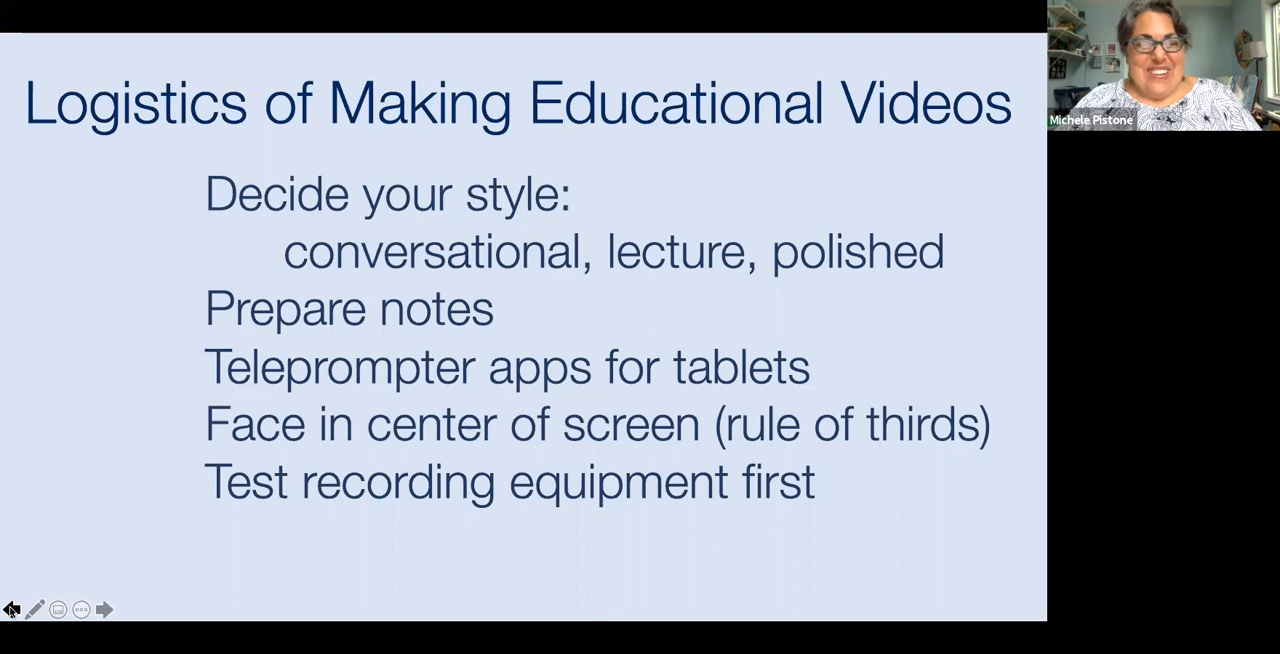 Logistics of Making Educational Videos
Decide your style:
conversational, lecture, polished
Prepare notes
Teleprompter apps for tablets
Face in center of screen (rule of thirds)
Test recording equipment first
Michele Pistone